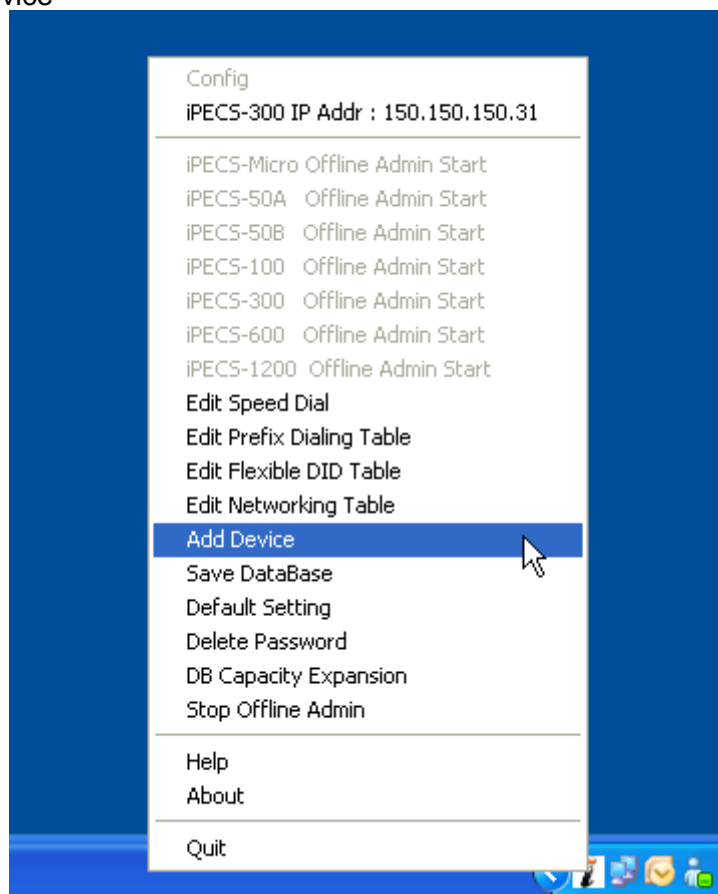 Config
iPECS-300 IP Addr : 150.150.150.31
iPECS-Micro Offline Admin Start
iPECS-50A Offline Admin Start
iPECS-50B Offline Admin Start
iPECS-100 Offline Admin Start
iPECS-300 Offline Admin Start
iPECS-600 Offline Admin Start
iPECS-1200 Offline Admin Start
Edit Speed Dial
Edit Prefix Dialing Table
Edit Flexible DID Table
Edit Networking Table
Add Device
Save DataBase
Default Setting
Delete Password
DB Capacity Expansion
Stop Offline Admin
Help
About
Quit